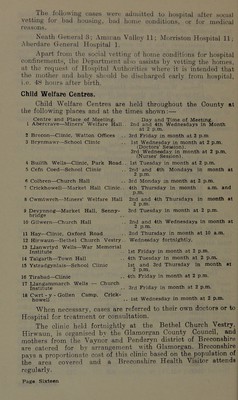 The following cases were admitted to hospital after social
vetting for bad housing, bad home conditions, or for medical
reasons.
Neath General 3; Amman Valley 11; Morriston Hospital 11;
Aberdare General Hospital 1.
Apart from the social vetting of home conditions for hospital
confinements, the Department also assists by vetting the homes,
at the request of Hospital Authorities where it is intended that
the mother and baby should be discharged early from hospital,
i.e. 48 hours after birth.
Child Welfare Centres.
Child Welfare Centres are held throughout the County at
the following places and at the times shown:—
Centre and Place of Meeting. Day and Time of Meeting.
1 Abercrave—Miners' Welfare Hall 2nd and 4th Wednesdays in Month
at 2 p.m.
2 Brecon—Clinic, Watton Offices .. 3rd Friday in month at 2 p.m.
3 Brynmawr—School Clinic 1st Wednesday in month at 2 p.m.
(Doctors' Session).
3rd Wednesday in month at 2 p.m.
(Nurses' Session).
4 Builth Wells—Clinic, Park Road .. 1st Tuesday in month at 2 p.m.
5 Cefn Coed—School Clinic 2nd and 4th Mondays in month at
2 p.m.
6 Cathedin—Church Hall 1st Friday in month at 2 p.m.
7 Crickhowell—Market Hall Clinic .. 4th Thursday in month a.m. and
p.m.
8 Cwmtwrch—Miners' Welfare Hall 2nd and 4th Thursdays in month at
2 p.m.
9 Devynnog—Market Hall, Senny-
bridge 3rd Tuesday in month at 2 p.m.
10 Gilwern—Church Hall 2nd and 4th Wednesdays in month at
2 p.m.
11 Hay—Clinic, Oxford Road 2nd Thursday in month at 10 a.m.
12 Hirwaun—Bethel Church Vestry Wednesday fortnightly.
13 Llanwrtyd Wells—War Memorial
Institute 1st Friday in month at 2 p.m.
14 Talgarth—Town Hall 4th Tuesday in month at 2 p.m.
15 Ystradgynlais—School Clinic 1st and 3rd Thursday in month at
2 p.m.
16 Tirabad—Clinic 4th Friday in month at 2 p.m.
17 Llangammarch Wells — Church
Institute 3rd Friday in month at 2 p.m.
18 Cwrt-y-Gollen Camp, Crick-
howell .. 1st Wednesday in month at 2 p.m.
When necessary, cases are referred to their own doctors or to
Hospital for treatment or consultation.
The clinic held fortnightly at the Bethel Church Vestry,
Hirwaun, is organised by the Glamorgan County Council, and
mothers from the Vaynor and Penderyn district of Breconshire
are catered for by arrangement with Glamorgan. Breconshire
pays a proportionate cost of this clinic based on the population of
the area covered and a Breconshire Health Visitor attends
regularly.
Page Sixteen